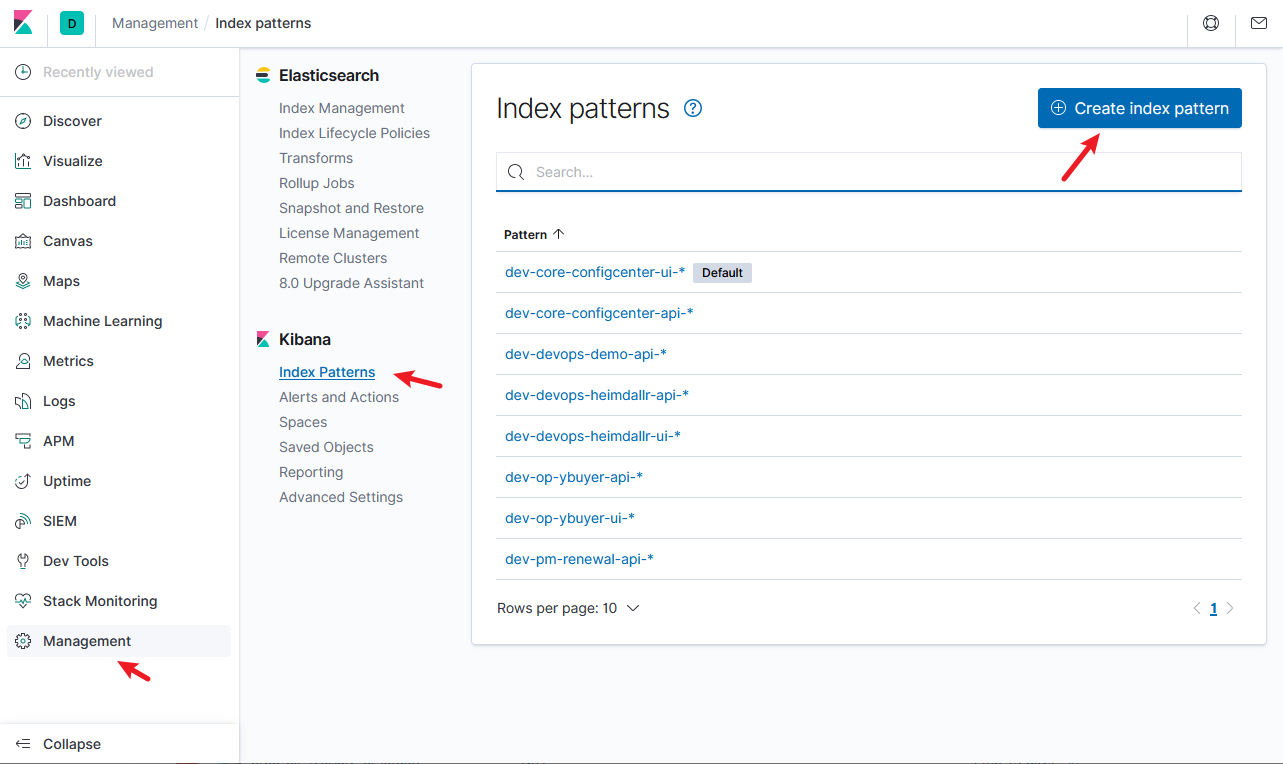 D
Management / Index patterns
Recently viewed
Discover
Visualize
Dashboard
Canvas
Maps
Machine Learning
Metrics
Logs
APM
Uptime
SIEM
Dev Tools
Stack Monitoring
Management
Collapse
Elasticsearch
Index Management
Index Lifecycle Policies
Transforms
Rollup Jobs
Snapshot and Restore
License Management
Remote Clusters
8.0 Upgrade Assistant
Kibana
Index Patterns
Alerts and Actions
Spaces
Saved Objects
Reporting
Advanced Settings
Index patterns ?
Create index pattern
Search...
Pattern
dev-core-configcenter-ui-* Default
dev-core-configcenter-api-*
dev-devops-demo-api-*
dev-devops-heimdallr-api-*
dev-devops-heimdallr-ui-*
dev-op-ybuyer-api-*
dev-op-ybuyer-ui-*
dev-pm-renewal-api-*
Rows per page: 10
1